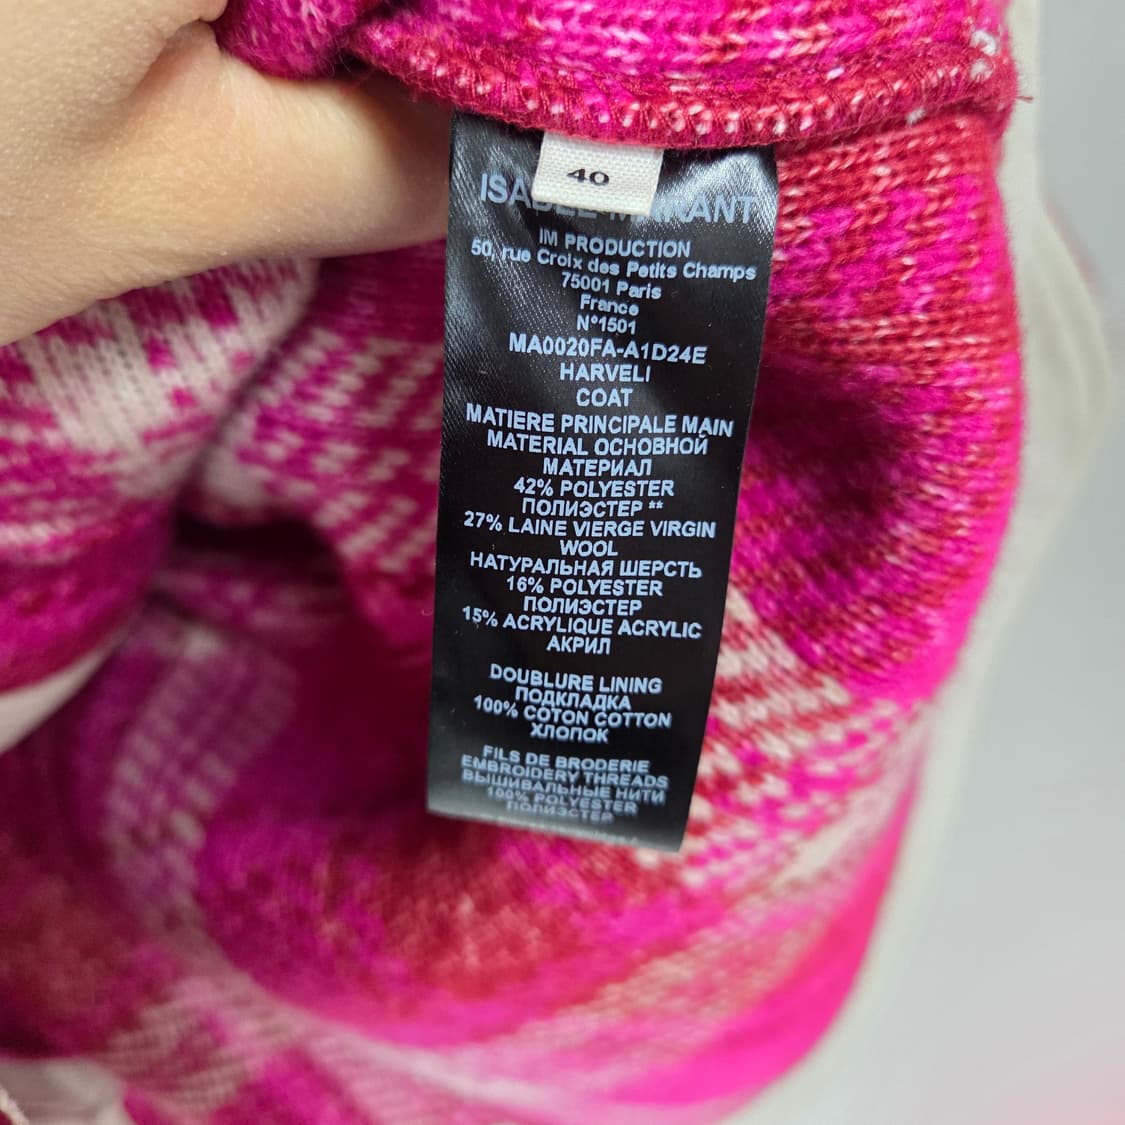 40
ISABEL MARANT
IM PRODUCTION
50, rue Croix des Petits Champs
75001 Paris
France
N°1501
MA0020FA-A1D24E
HARVELI
COAT
MATIERE PRINCIPALE MAIN
MATERIAL ОСНОВНОЙ
МАТЕРИАЛ
42% POLYESTER
ПОЛИЭСТЕР **
27% LAINE VIERGE VIRGIN
WOOL
НАТУРАЛЬНАЯ ШЕРСТЬ
16% POLYESTER
ПОЛИЭСТЕР
15% ACRYLIQUE ACRYLIC
АКРИЛ
DOUBLURE LINING
ПОДКЛАДКА
100% COTON COTTON
ХЛОПОК
FILS DE BRODERIE
EMBROIDERY THREADS
ВЫШИВАЛЬНЫЕ НИТИ
100% POLYESTER
ПОЛИЭСТЕР